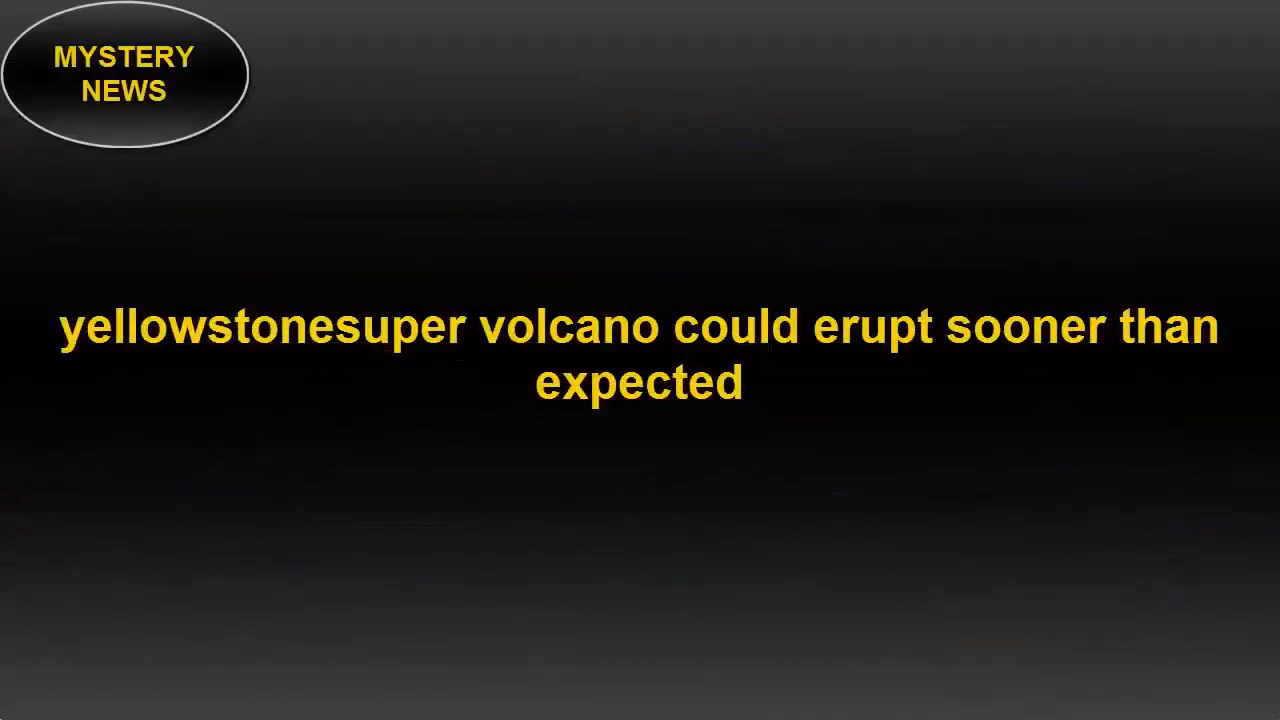 MYSTERY
NEWS
yellowstonesuper volcano could erupt sooner than
expected